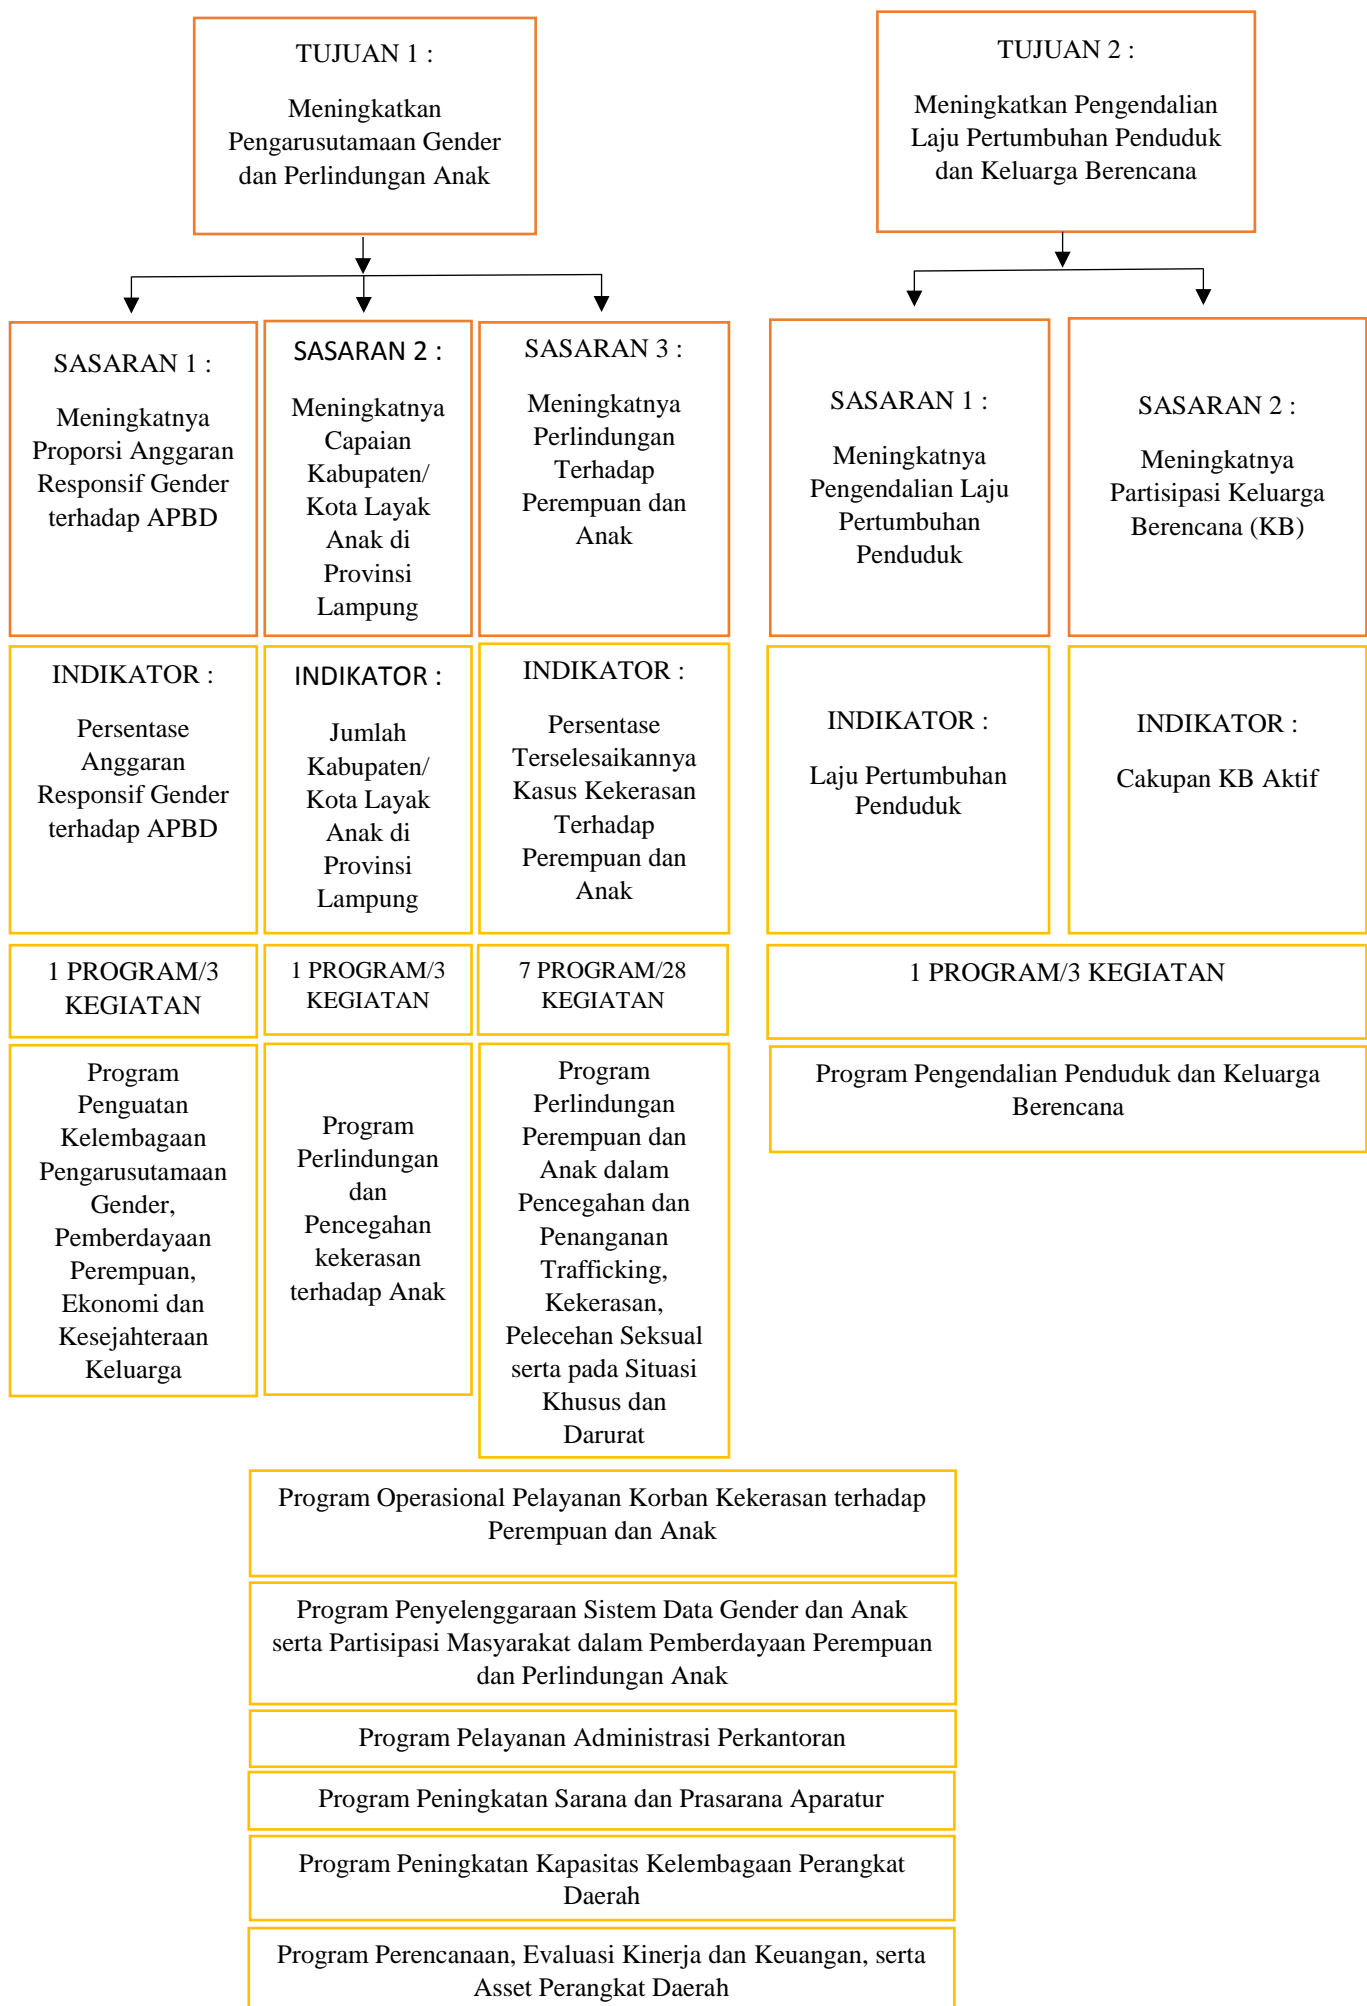 TUJUAN 1 :
Meningkatkan
Pengarusutamaan Gender
dan Perlindungan Anak
TUJUAN 2 :
Meningkatkan Pengendalian
Laju Pertumbuhan Penduduk
dan Keluarga Berencana
SASARAN 1 :
Meningkatnya
Proporsi Anggaran
Responsif Gender
terhadap APBD
SASARAN 2 :
Meningkatnya
Capaian
Kabupaten/
Kota Layak
Anak di
Provinsi
Lampung
SASARAN 3 :
Meningkatnya
Perlindungan
Terhadap
Perempuan dan
Anak
SASARAN 1 :
Meningkatnya
Pengendalian Laju
Pertumbuhan
Penduduk
SASARAN 2 :
Meningkatnya
Partisipasi Keluarga
Berencana (KB)
INDIKATOR :
Persentase
Anggaran
Responsif Gender
terhadap APBD
INDIKATOR :
Jumlah
Kabupaten/
Kota Layak
Anak di
Provinsi
Lampung
INDIKATOR :
Persentase
Terselesaikannya
Kasus Kekerasan
Terhadap
Perempuan dan
Anak
INDIKATOR :
Laju Pertumbuhan
Penduduk
INDIKATOR :
Cakupan KB Aktif
1 PROGRAM/3
KEGIATAN
1 PROGRAM/3
KEGIATAN
7 PROGRAM/28
KEGIATAN
1 PROGRAM/3 KEGIATAN
Program
Penguatan
Kelembagaan
Pengarusutamaan
Gender,
Pemberdayaan
Perempuan,
Ekonomi dan
Kesejahteraan
Keluarga
Program
Perlindungan
dan
Pencegahan
kekerasan
terhadap Anak
Program
Perlindungan
Perempuan dan
Anak dalam
Pencegahan dan
Penanganan
Trafficking,
Kekerasan,
Pelecehan Seksual
serta pada Situasi
Khusus dan
Darurat
Program Pengendalian Penduduk dan Keluarga
Berencana
Program Operasional Pelayanan Korban Kekerasan terhadap
Perempuan dan Anak
Program Penyelenggaraan Sistem Data Gender dan Anak
serta Partisipasi Masyarakat dalam Pemberdayaan Perempuan
dan Perlindungan Anak
Program Pelayanan Administrasi Perkantoran
Program Peningkatan Sarana dan Prasarana Aparatur
Program Peningkatan Kapasitas Kelembagaan Perangkat
Daerah
Program Perencanaan, Evaluasi Kinerja dan Keuangan, serta
Asset Perangkat Daerah